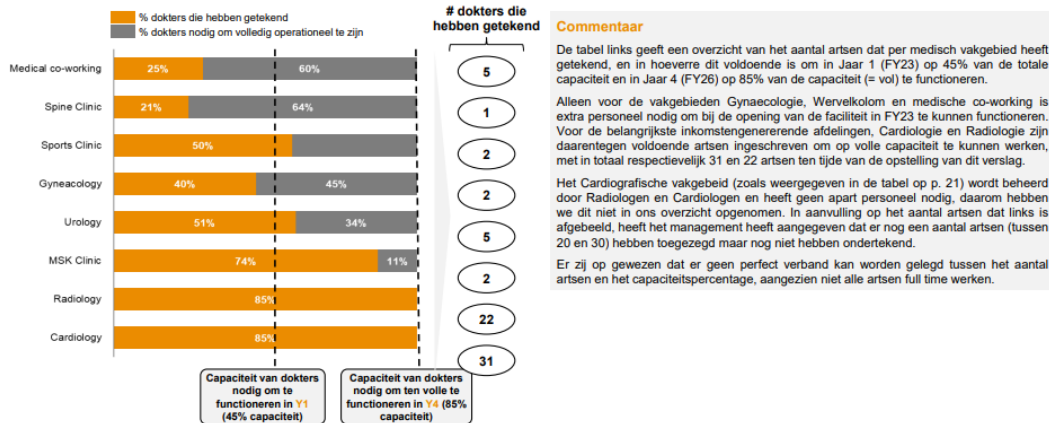 % dokters die hebben getekend
% dokters nodig om volledig operationeel te zijn
# dokters die
hebben getekend
Medical co-working 25% 60% 5
Spine Clinic 21% 64% 1
Sports Clinic 50% 2
Gyneacology 40% 45% 2
Urology 51% 34% 5
MSK Clinic 74% 11% 2
Radiology 85% 22
Cardiology 85% 31
Capaciteit van dokters
nodig om te
functioneren in Y1
(45% capaciteit)
Capaciteit van dokters
nodig om ten volle te
functioneren in Y4 (85%
capaciteit)
Commentaar
De tabel links geeft een overzicht van het aantal artsen dat per medisch vakgebied heeft
getekend, en in hoeverre dit voldoende is om in Jaar 1 (FY23) op 45% van de totale
capaciteit en in Jaar 4 (FY26) op 85% van de capaciteit (= vol) te functioneren.
Alleen voor de vakgebieden Gynaecologie, Wervelkolom en medische co-working is
extra personeel nodig om bij de opening van de faciliteit in FY23 te kunnen functioneren.
Voor de belangrijkste inkomstengenererende afdelingen, Cardiologie en Radiologie zijn
daarentegen voldoende artsen ingeschreven om op volle capaciteit te kunnen werken,
met in totaal respectievelijk 31 en 22 artsen ten tijde van de opstelling van dit verslag.
Het Cardiografische vakgebeid (zoals weergegeven in de tabel op p. 21) wordt beheerd
door Radiologen en Cardiologen en heeft geen apart personeel nodig, daarom hebben
we dit niet in ons overzicht opgenomen. In aanvulling op het aantal artsen dat links is
afgebeeld, heeft het management heeft aangegeven dat er nog een aantal artsen (tussen
20 en 30) hebben toegezegd maar nog niet hebben ondertekend.
Er zij op gewezen dat er geen perfect verband kan worden gelegd tussen het aantal
artsen en het capaciteitspercentage, aangezien niet alle artsen full time werken.